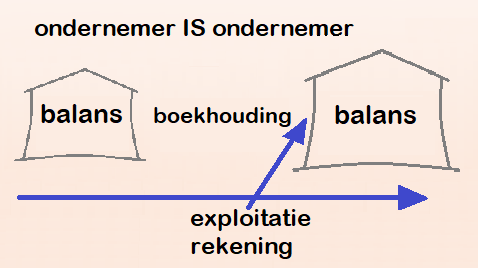 ondernemer IS ondernemer
balans boekhouding balans
exploitatie
rekening